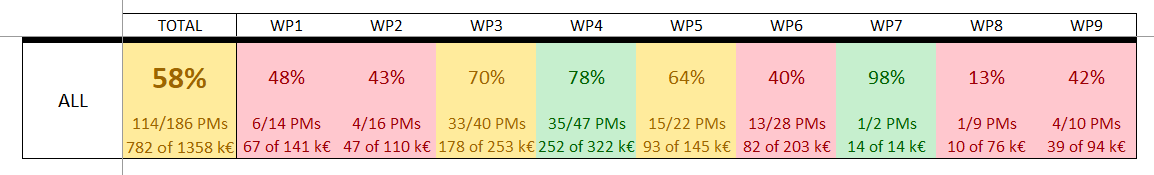 TOTAL WP1 WP2 WP3 WP4 WP5 WP6 WP7 WP8 WP9
ALL 58% 48% 43% 70% 78% 64% 40% 98% 13% 42%
114/186 PMs 6/14 PMs 4/16 PMs 33/40 PMs 35/47 PMs 15/22 PMs 13/28 PMs 1/2 PMs 1/9 PMs 4/10 PMs
782 of 1358 k€ 67 of 141 k€ 47 of 110 k€ 178 of 253 k€ 252 of 322 k€ 93 of 145 k€ 82 of 203 k€ 14 of 14 k€ 10 of 76 k€ 39 of 94 k€